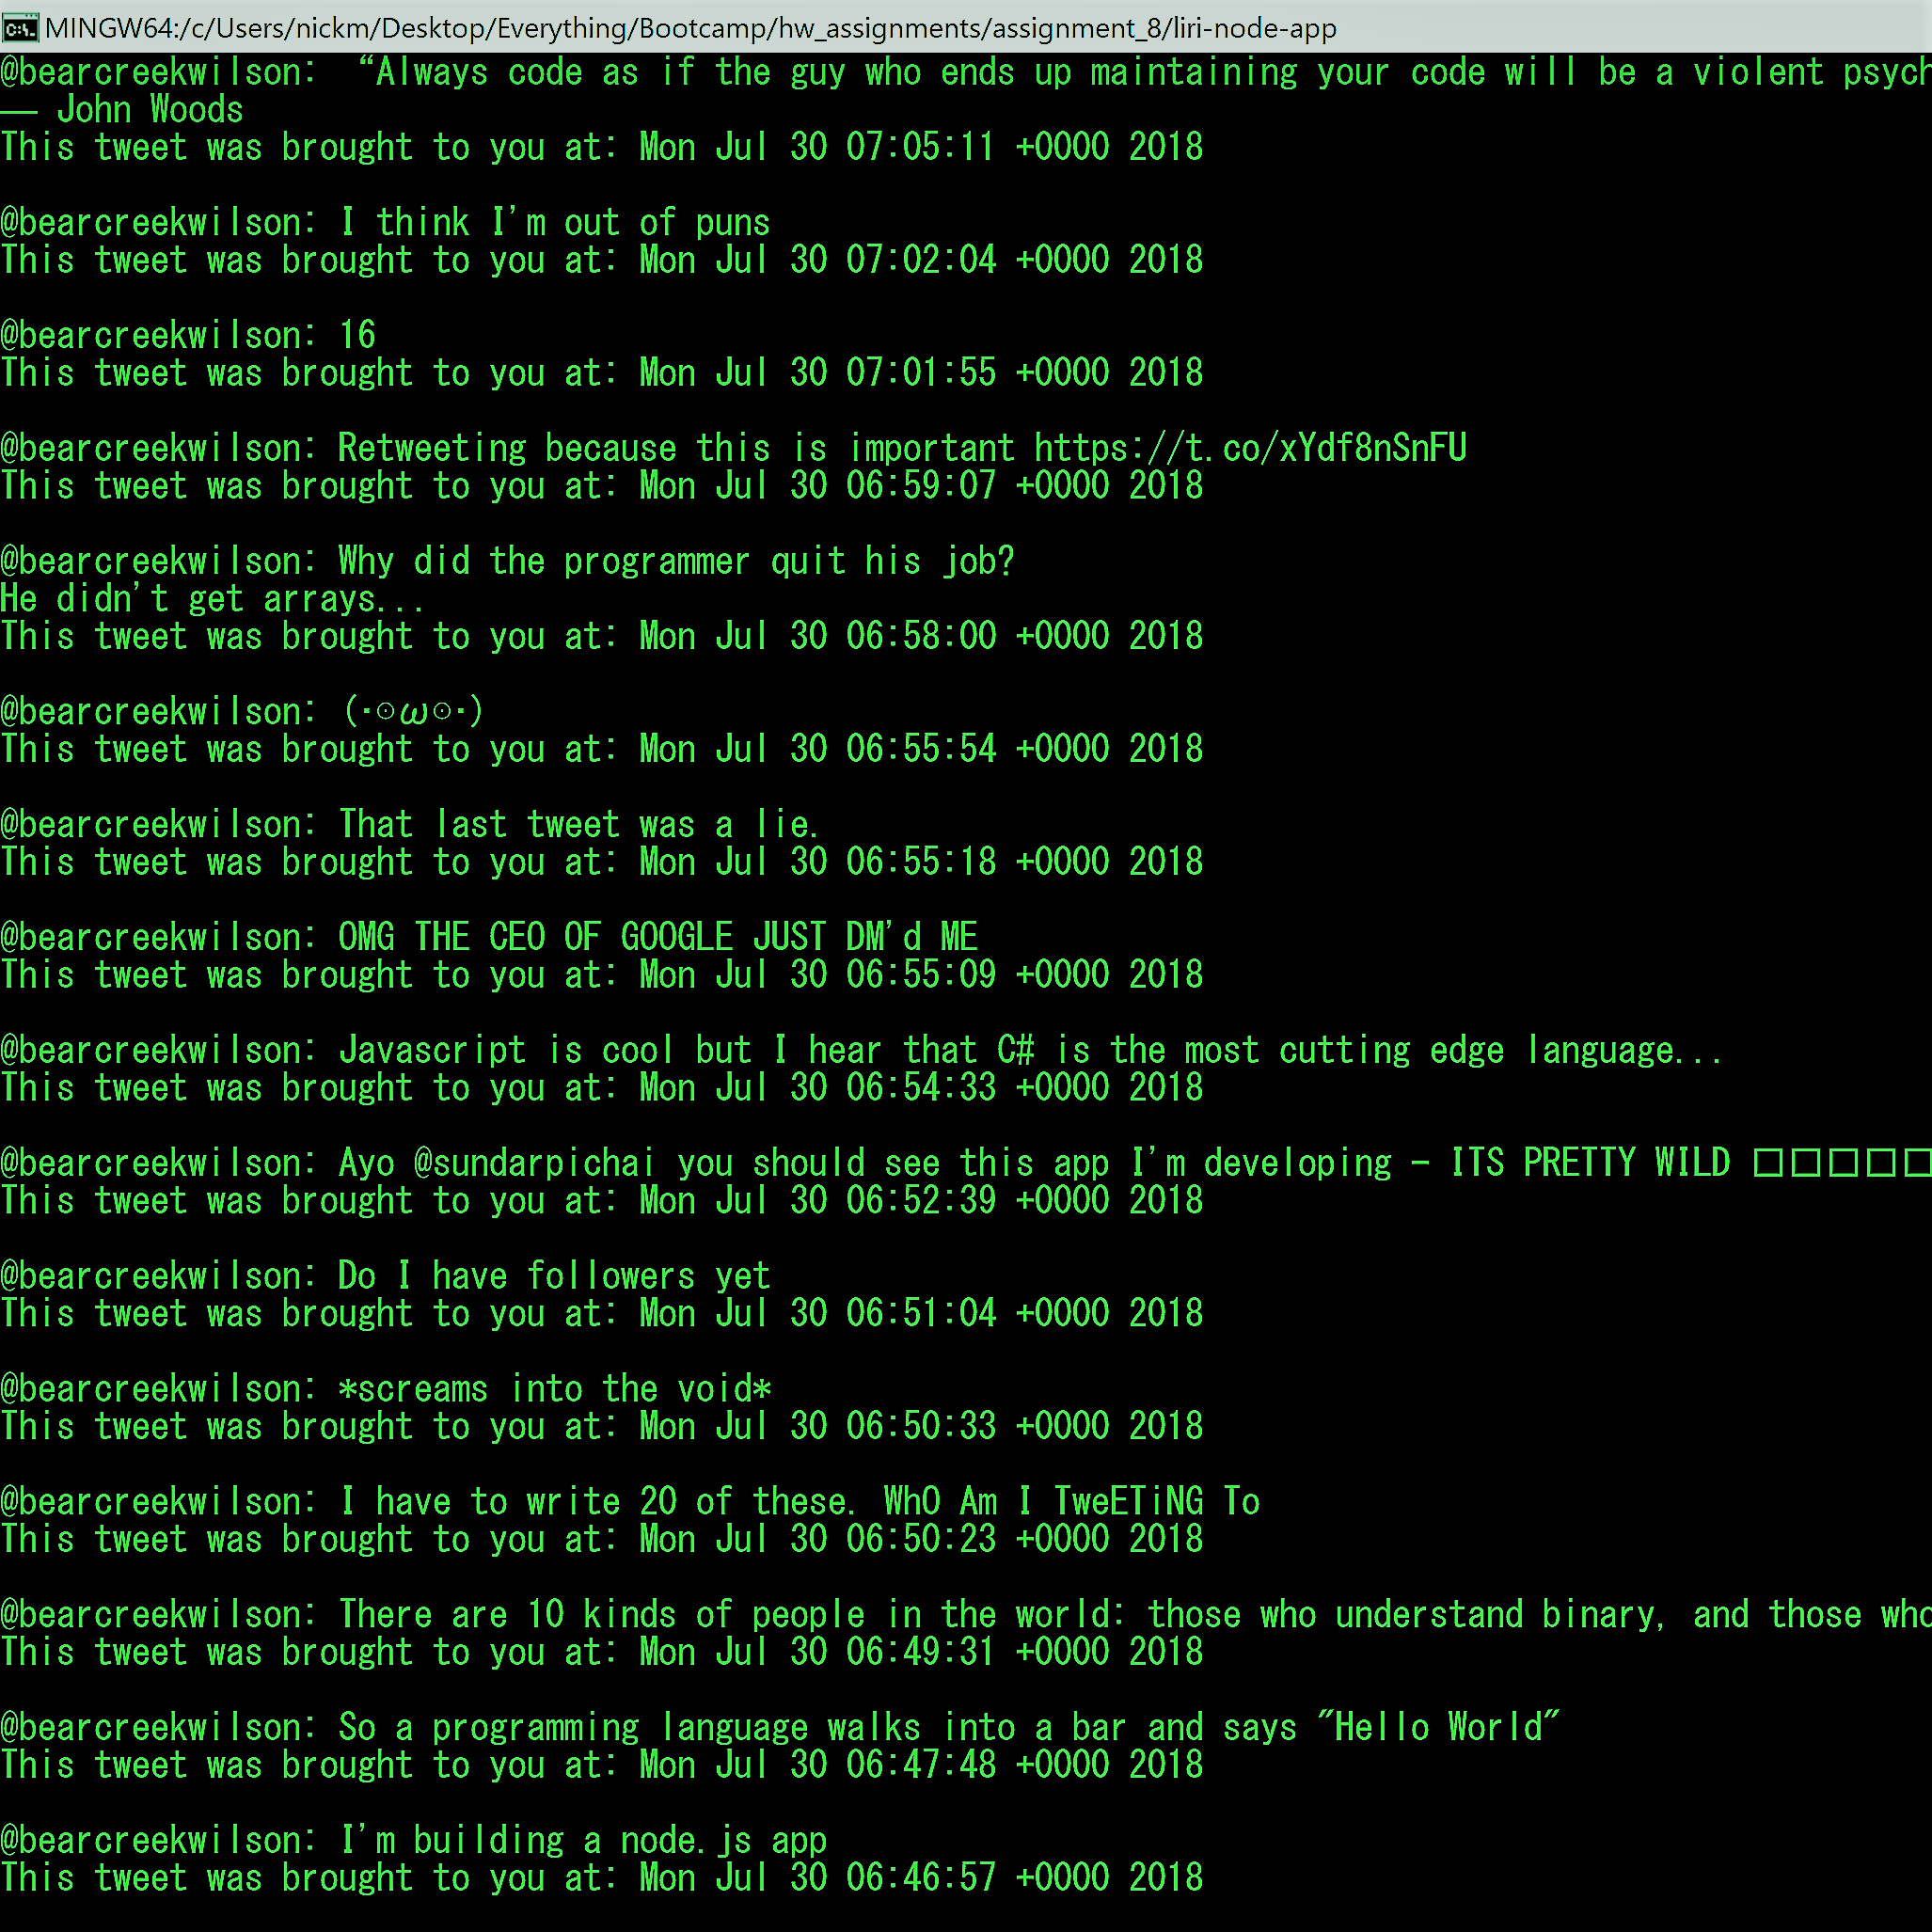 MINGW64:/c/Users/nickm/Desktop/Everything/Bootcamp/hw_assignments/assignment_8/liri-node-app
@bearcreekwilson:  “Always code as if the guy who ends up maintaining your code will be a violent psych
— John Woods
This tweet was brought to you at: Mon Jul 30 07:05:11 +0000 2018
@bearcreekwilson: I think I'm out of puns
This tweet was brought to you at: Mon Jul 30 07:02:04 +0000 2018
@bearcreekwilson: 16
This tweet was brought to you at: Mon Jul 30 07:01:55 +0000 2018
@bearcreekwilson: Retweeting because this is important https://t.co/xYdf8nSnFU
This tweet was brought to you at: Mon Jul 30 06:59:07 +0000 2018
@bearcreekwilson: Why did the programmer quit his job?
He didn't get arrays...
This tweet was brought to you at: Mon Jul 30 06:58:00 +0000 2018
@bearcreekwilson: (·⊙ω⊙·)
This tweet was brought to you at: Mon Jul 30 06:55:54 +0000 2018
@bearcreekwilson: That last tweet was a lie.
This tweet was brought to you at: Mon Jul 30 06:55:18 +0000 2018
@bearcreekwilson: OMG THE CEO OF GOOGLE JUST DM'd ME
This tweet was brought to you at: Mon Jul 30 06:55:09 +0000 2018
@bearcreekwilson: Javascript is cool but I hear that C# is the most cutting edge language...
This tweet was brought to you at: Mon Jul 30 06:54:33 +0000 2018
@bearcreekwilson: Ayo @sundarpichai you should see this app I'm developing - ITS PRETTY WILD □□□□□
This tweet was brought to you at: Mon Jul 30 06:52:39 +0000 2018
@bearcreekwilson: Do I have followers yet
This tweet was brought to you at: Mon Jul 30 06:51:04 +0000 2018
@bearcreekwilson: *screams into the void*
This tweet was brought to you at: Mon Jul 30 06:50:33 +0000 2018
@bearcreekwilson: I have to write 20 of these. WhO Am I TweETiNG To
This tweet was brought to you at: Mon Jul 30 06:50:23 +0000 2018
@bearcreekwilson: There are 10 kinds of people in the world: those who understand binary, and those who
This tweet was brought to you at: Mon Jul 30 06:49:31 +0000 2018
@bearcreekwilson: So a programming language walks into a bar and says "Hello World"
This tweet was brought to you at: Mon Jul 30 06:47:48 +0000 2018
@bearcreekwilson: I'm building a node.js app
This tweet was brought to you at: Mon Jul 30 06:46:57 +0000 2018